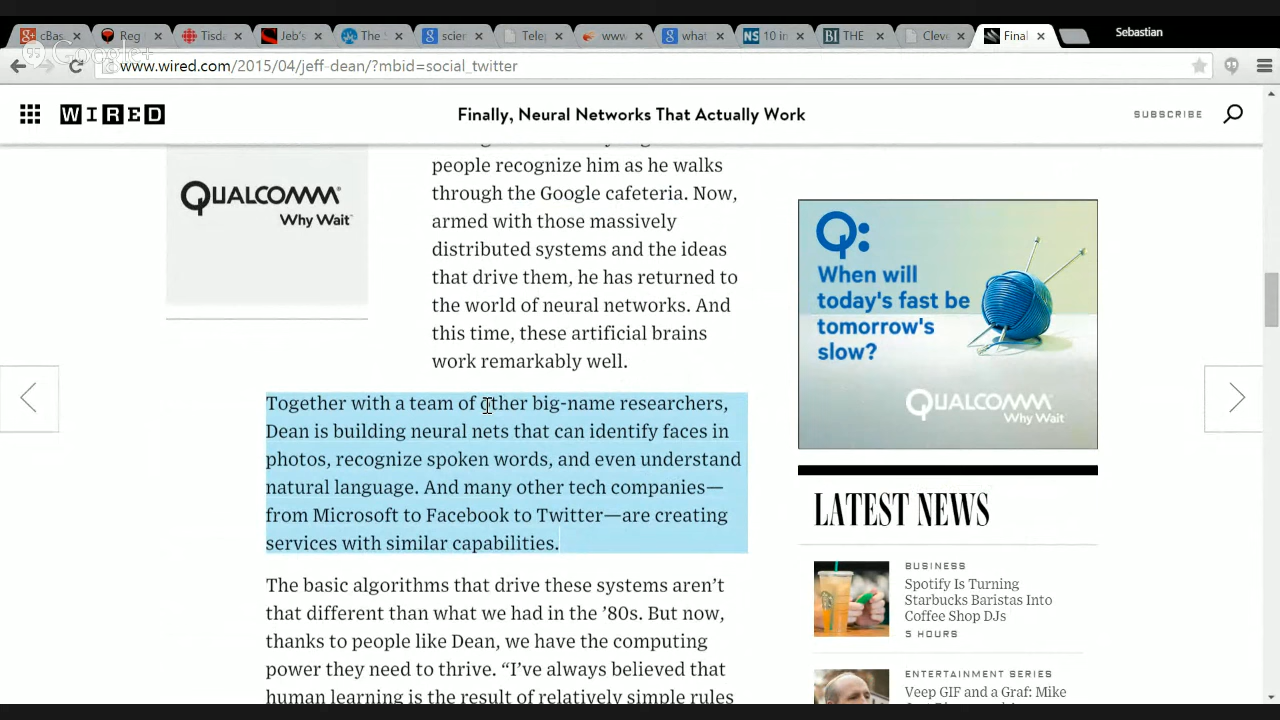 cBas
Reg
Tisd
Jeb's
The S
scien
Tele
www
what
NS 10 in
BI THE
Cleve
Final
Sebastian
Google+
www.wired.com/2015/04/jeff-dean/?mbid=social_twitter
WIRED
Finally, Neural Networks That Actually Work
SUBSCRIBE
QUALCOMM
Why Wait
people recognize him as he walks
through the Google cafeteria. Now,
armed with those massively
distributed systems and the ideas
that drive them, he has returned to
the world of neural networks. And
this time, these artificial brains
work remarkably well.
Together with a team of other big-name researchers,
Dean is building neural nets that can identify faces in
photos, recognize spoken words, and even understand
natural language. And many other tech companies—
from Microsoft to Facebook to Twitter—are creating
services with similar capabilities.
The basic algorithms that drive these systems aren't
that different than what we had in the '80s. But now,
thanks to people like Dean, we have the computing
power they need to thrive. “I've always believed that
human learning is the result of relatively simple rules
Q:
When will
today's fast be
tomorrow's
slow?
QUALCOMM
Why Wait
LATEST NEWS
BUSINESS
Spotify Is Turning
Starbucks Baristas Into
Coffee Shop DJs
5 HOURS
ENTERTAINMENT SERIES
Veep GIF and a Graf: Mike